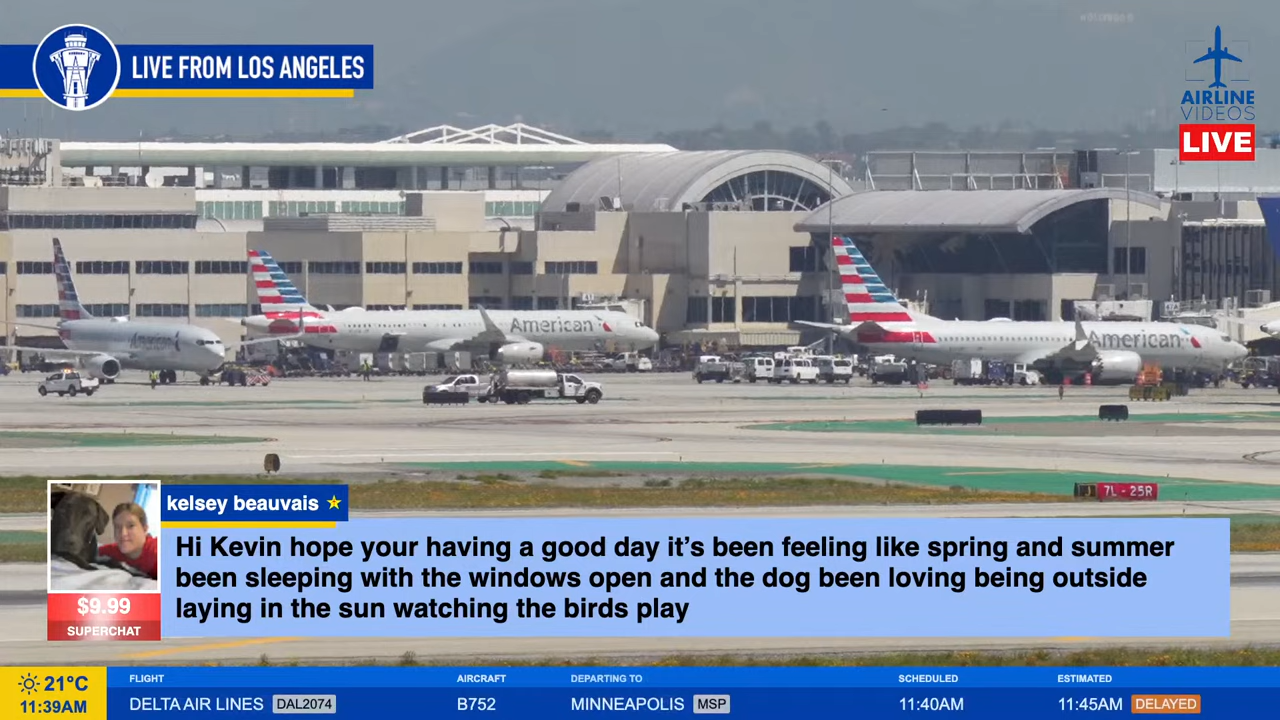 LIVE FROM LOS ANGELES
AIRLINE
VIDEOS
LIVE
American
American
American
7L - 25R
kelsey beauvais
Hi Kevin hope your having a good day it's been feeling like spring and summer
been sleeping with the windows open and the dog been loving being outside
laying in the sun watching the birds play
$9.99
SUPERCHAT
21°C
11:39AM
FLIGHT AIRCRAFT DEPARTING TO SCHEDULED ESTIMATED
DELTA AIR LINES DAL2074 B752 MINNEAPOLIS MSP 11:40AM 11:45AM DELAYED